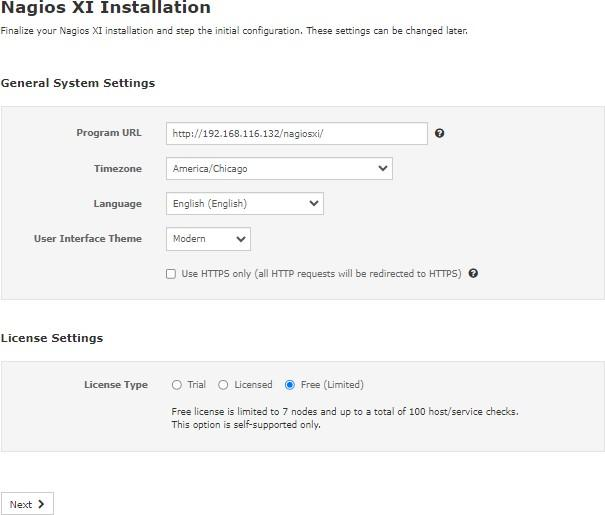 Nagios XI Installation
Finalize your Nagios XI installation and step the initial configuration. These settings can be changed later.
General System Settings
Program URL http://192.168.116.132/nagiosxi/
Timezone America/Chicago
Language English (English)
User Interface Theme Modern
Use HTTPS only (all HTTP requests will be redirected to HTTPS)
License Settings
License Type Trial Licensed Free (Limited)
Free license is limited to 7 nodes and up to a total of 100 host/service checks.
This option is self-supported only.
Next